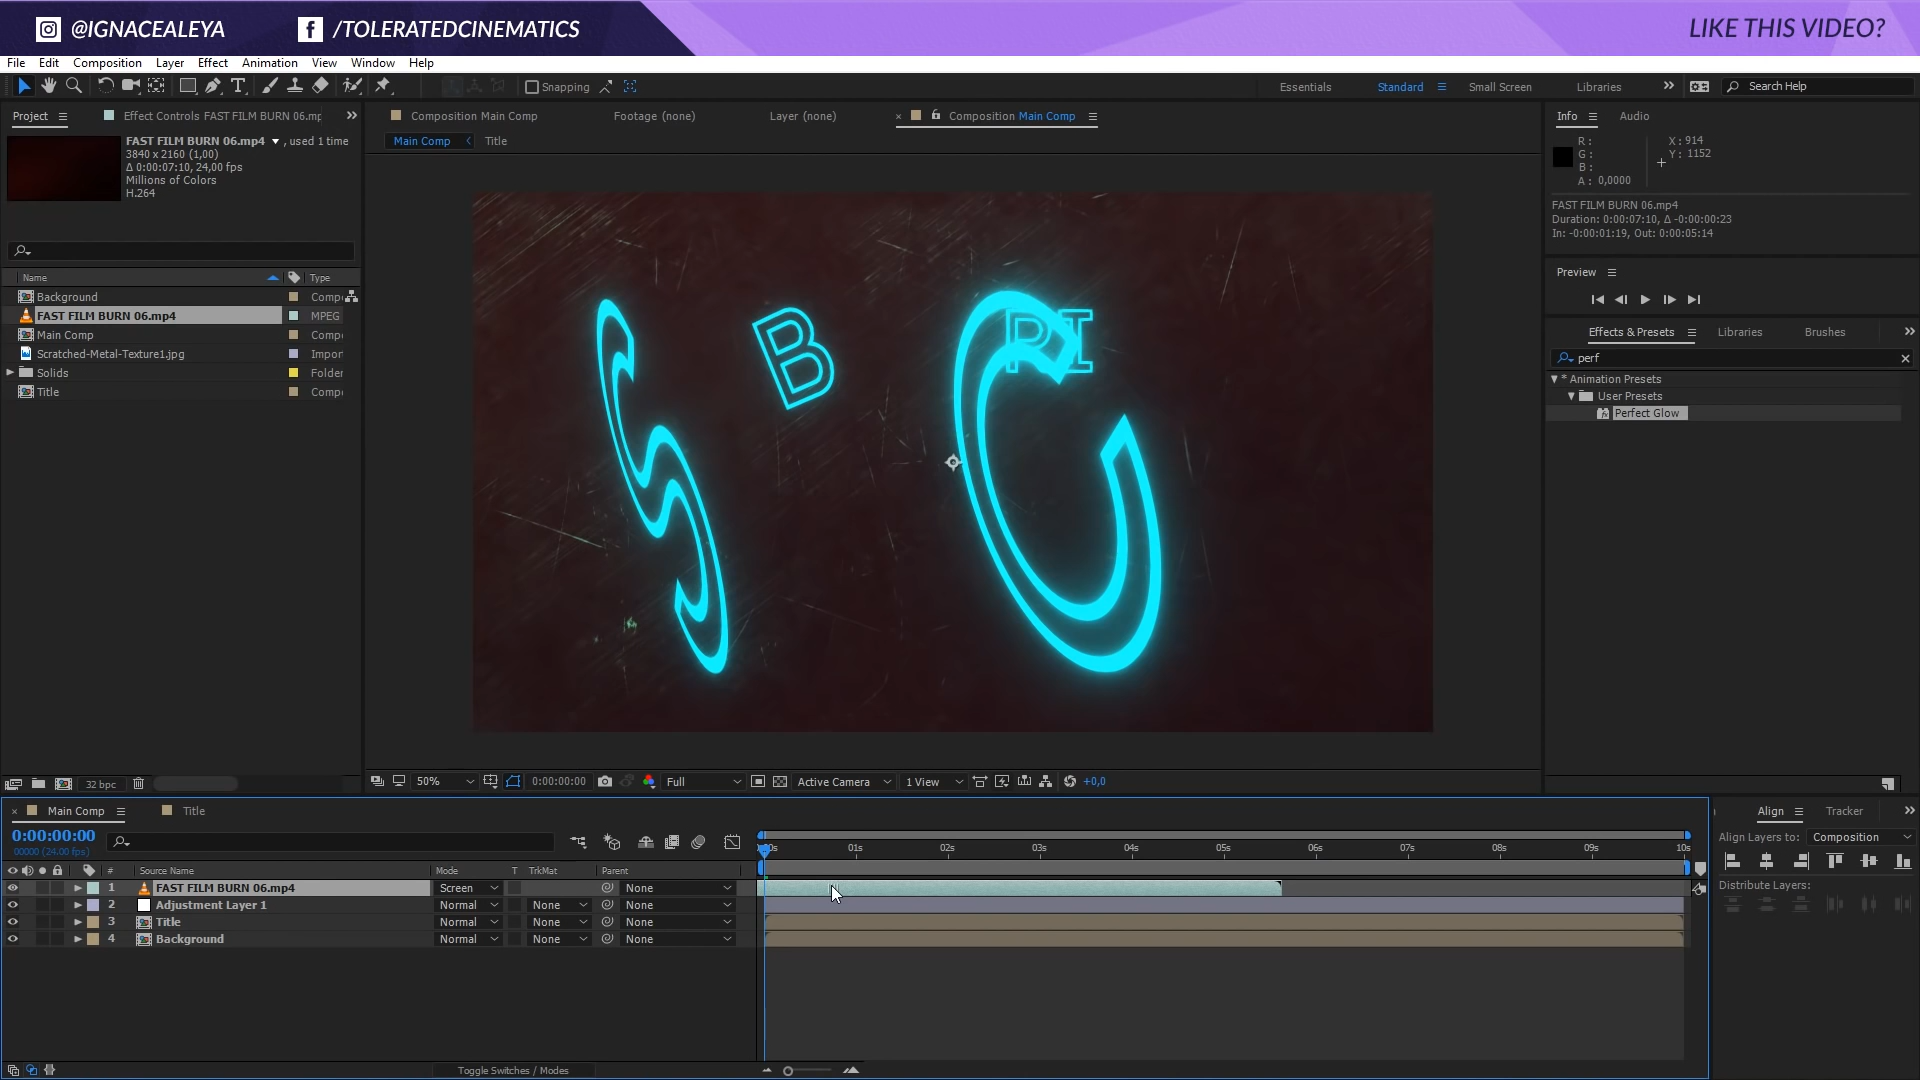 @IGNACEALEYA
/TOLERATEDCINEMATICS
LIKE THIS VIDEO?
File Edit Composition Layer Effect Animation View Window Help
Snapping
Essentials Standard Small Screen Libraries Search Help
Project Effect Controls FAST FILM BURN 06.mp
Composition Main Comp Footage (none) Layer (none) Composition Main Comp
Main Comp Title
Info Audio
FAST FILM BURN 06.mp4 , used 1 time
3840 x 2160 (1,00)
Δ 0:00:07:10, 24,00 fps
Millions of Colors
H.264
R :
G :
B :
A : 0,0000
X : 914
Y : 1152
FAST FILM BURN 06.mp4
Duration: 0:00:07:10, Δ -0:00:00:23
In: -0:00:01:19, Out: 0:00:05:14
Preview
Effects & Presets Libraries Brushes
perf
* Animation Presets
User Presets
Perfect Glow
Name Type
Background Comp
FAST FILM BURN 06.mp4 MPEG
Main Comp Comp
Scratched-Metal-Texture1.jpg Impor
Solids Folder
Title Comp
S B C RI
32 bpc
50% 0:00:00:00 Full Active Camera 1 View +0,0
Main Comp Title
0:00:00:00
00000 (24.00 fps)
01s 02s 03s 04s 05s 06s 07s 08s 09s 10s
# Source Name Mode T TrkMat Parent
1 FAST FILM BURN 06.mp4 Screen None
2 Adjustment Layer 1 Normal None None
3 Title Normal None None
4 Background Normal None None
Toggle Switches / Modes
Align Tracker
Align Layers to: Composition
Distribute Layers: